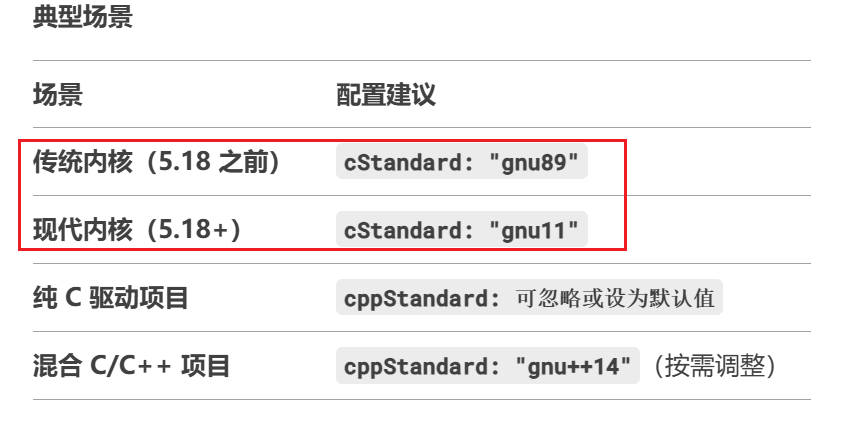 典型场景
场景 配置建议
传统内核（5.18 之前） cStandard: "gnu89"
现代内核（5.18+） cStandard: "gnu11"
纯 C 驱动项目 cppStandard: 可忽略或设为默认值
混合 C/C++ 项目 cppStandard: "gnu++14"（按需调整）